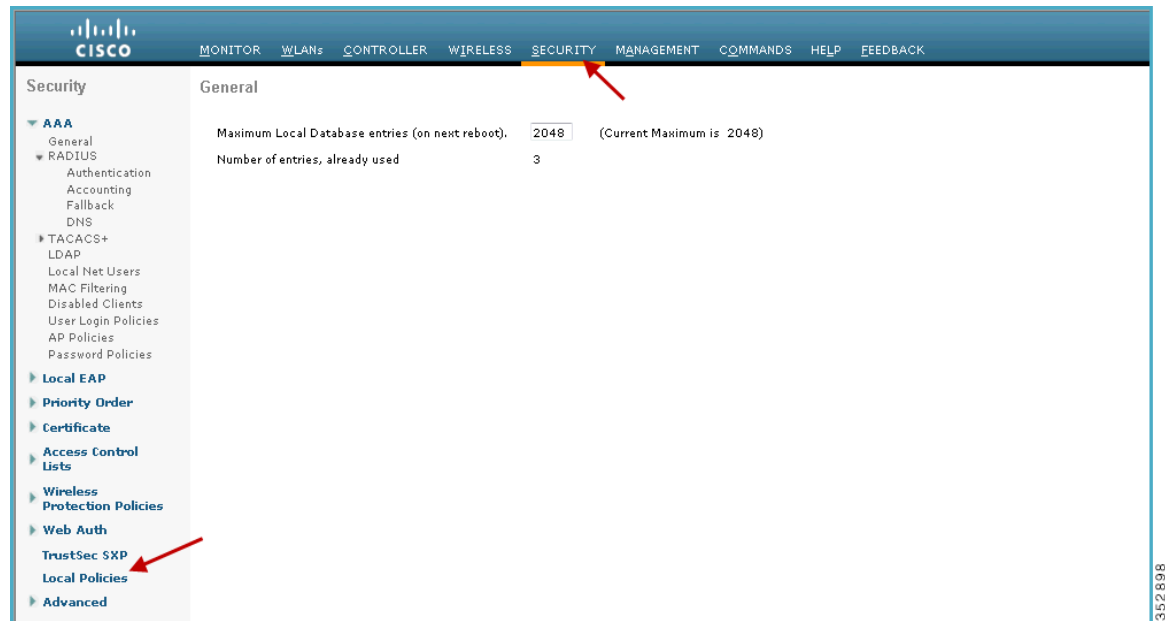 CISCO
MONITOR WLANs CONTROLLER WIRELESS SECURITY MANAGEMENT COMMANDS HELP FEEDBACK
Security
AAA
General
RADIUS
Authentication
Accounting
Fallback
DNS
TACACS+
LDAP
Local Net Users
MAC Filtering
Disabled Clients
User Login Policies
AP Policies
Password Policies
Local EAP
Priority Order
Certificate
Access Control
Lists
Wireless
Protection Policies
Web Auth
TrustSec SXP
Local Policies
Advanced
General
Maximum Local Database entries (on next reboot). 2048 (Current Maximum is 2048)
Number of entries, already used 3
352898